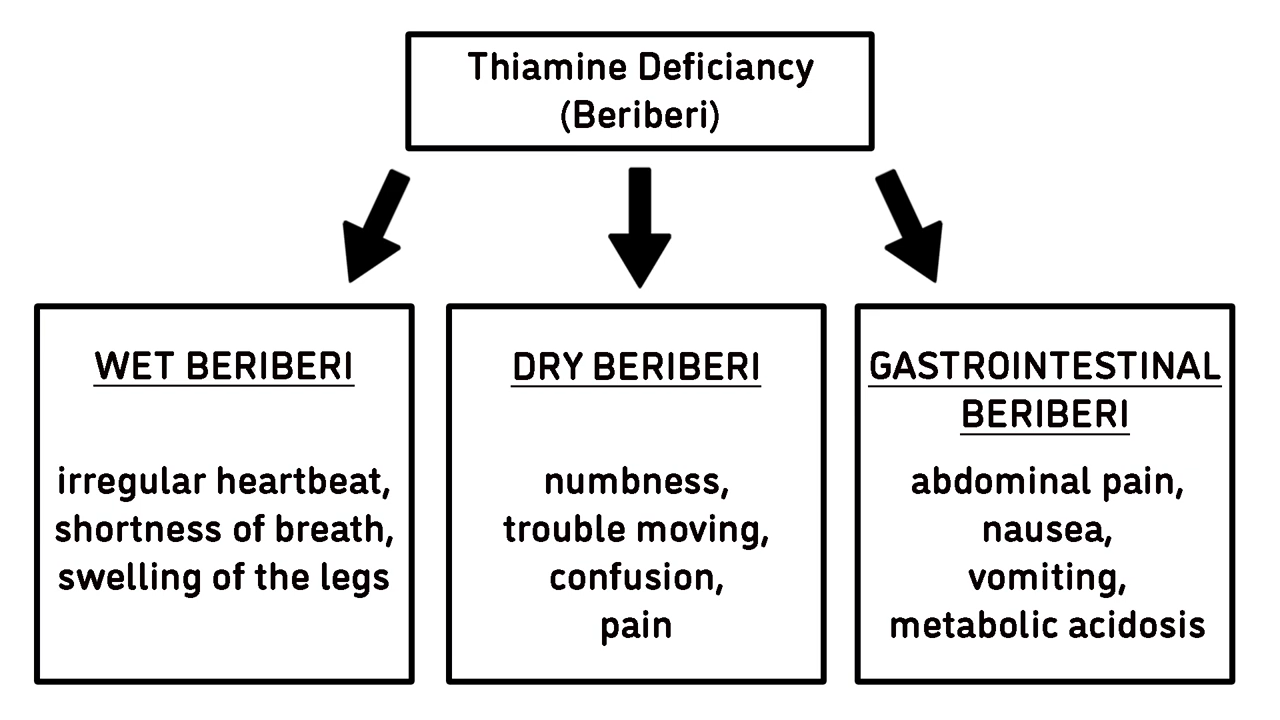 Thiamine Deficiancy
(Beriberi)
WET BERIBERI
irregular heartbeat,
shortness of breath,
swelling of the legs
DRY BERIBERI
numbness,
trouble moving,
confusion,
pain
GASTROINTESTINAL
BERIBERI
abdominal pain,
nausea,
vomiting,
metabolic acidosis